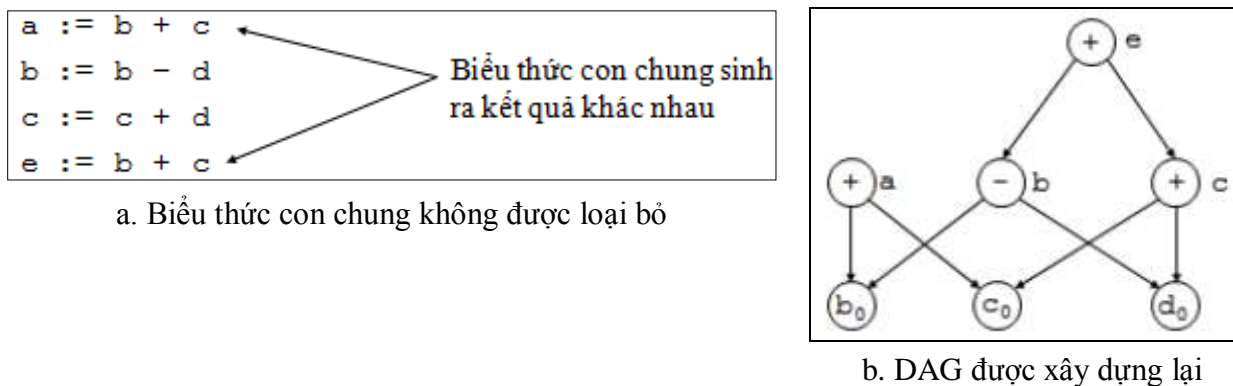 a := b + c
b := b - d
c := c + d
e := b + c
Biểu thức con chung sinh
ra kết quả khác nhau
a. Biểu thức con chung không được loại bỏ
+ e
+ a
- b
+ c
b₀
c₀
d₀
b. DAG được xây dựng lại